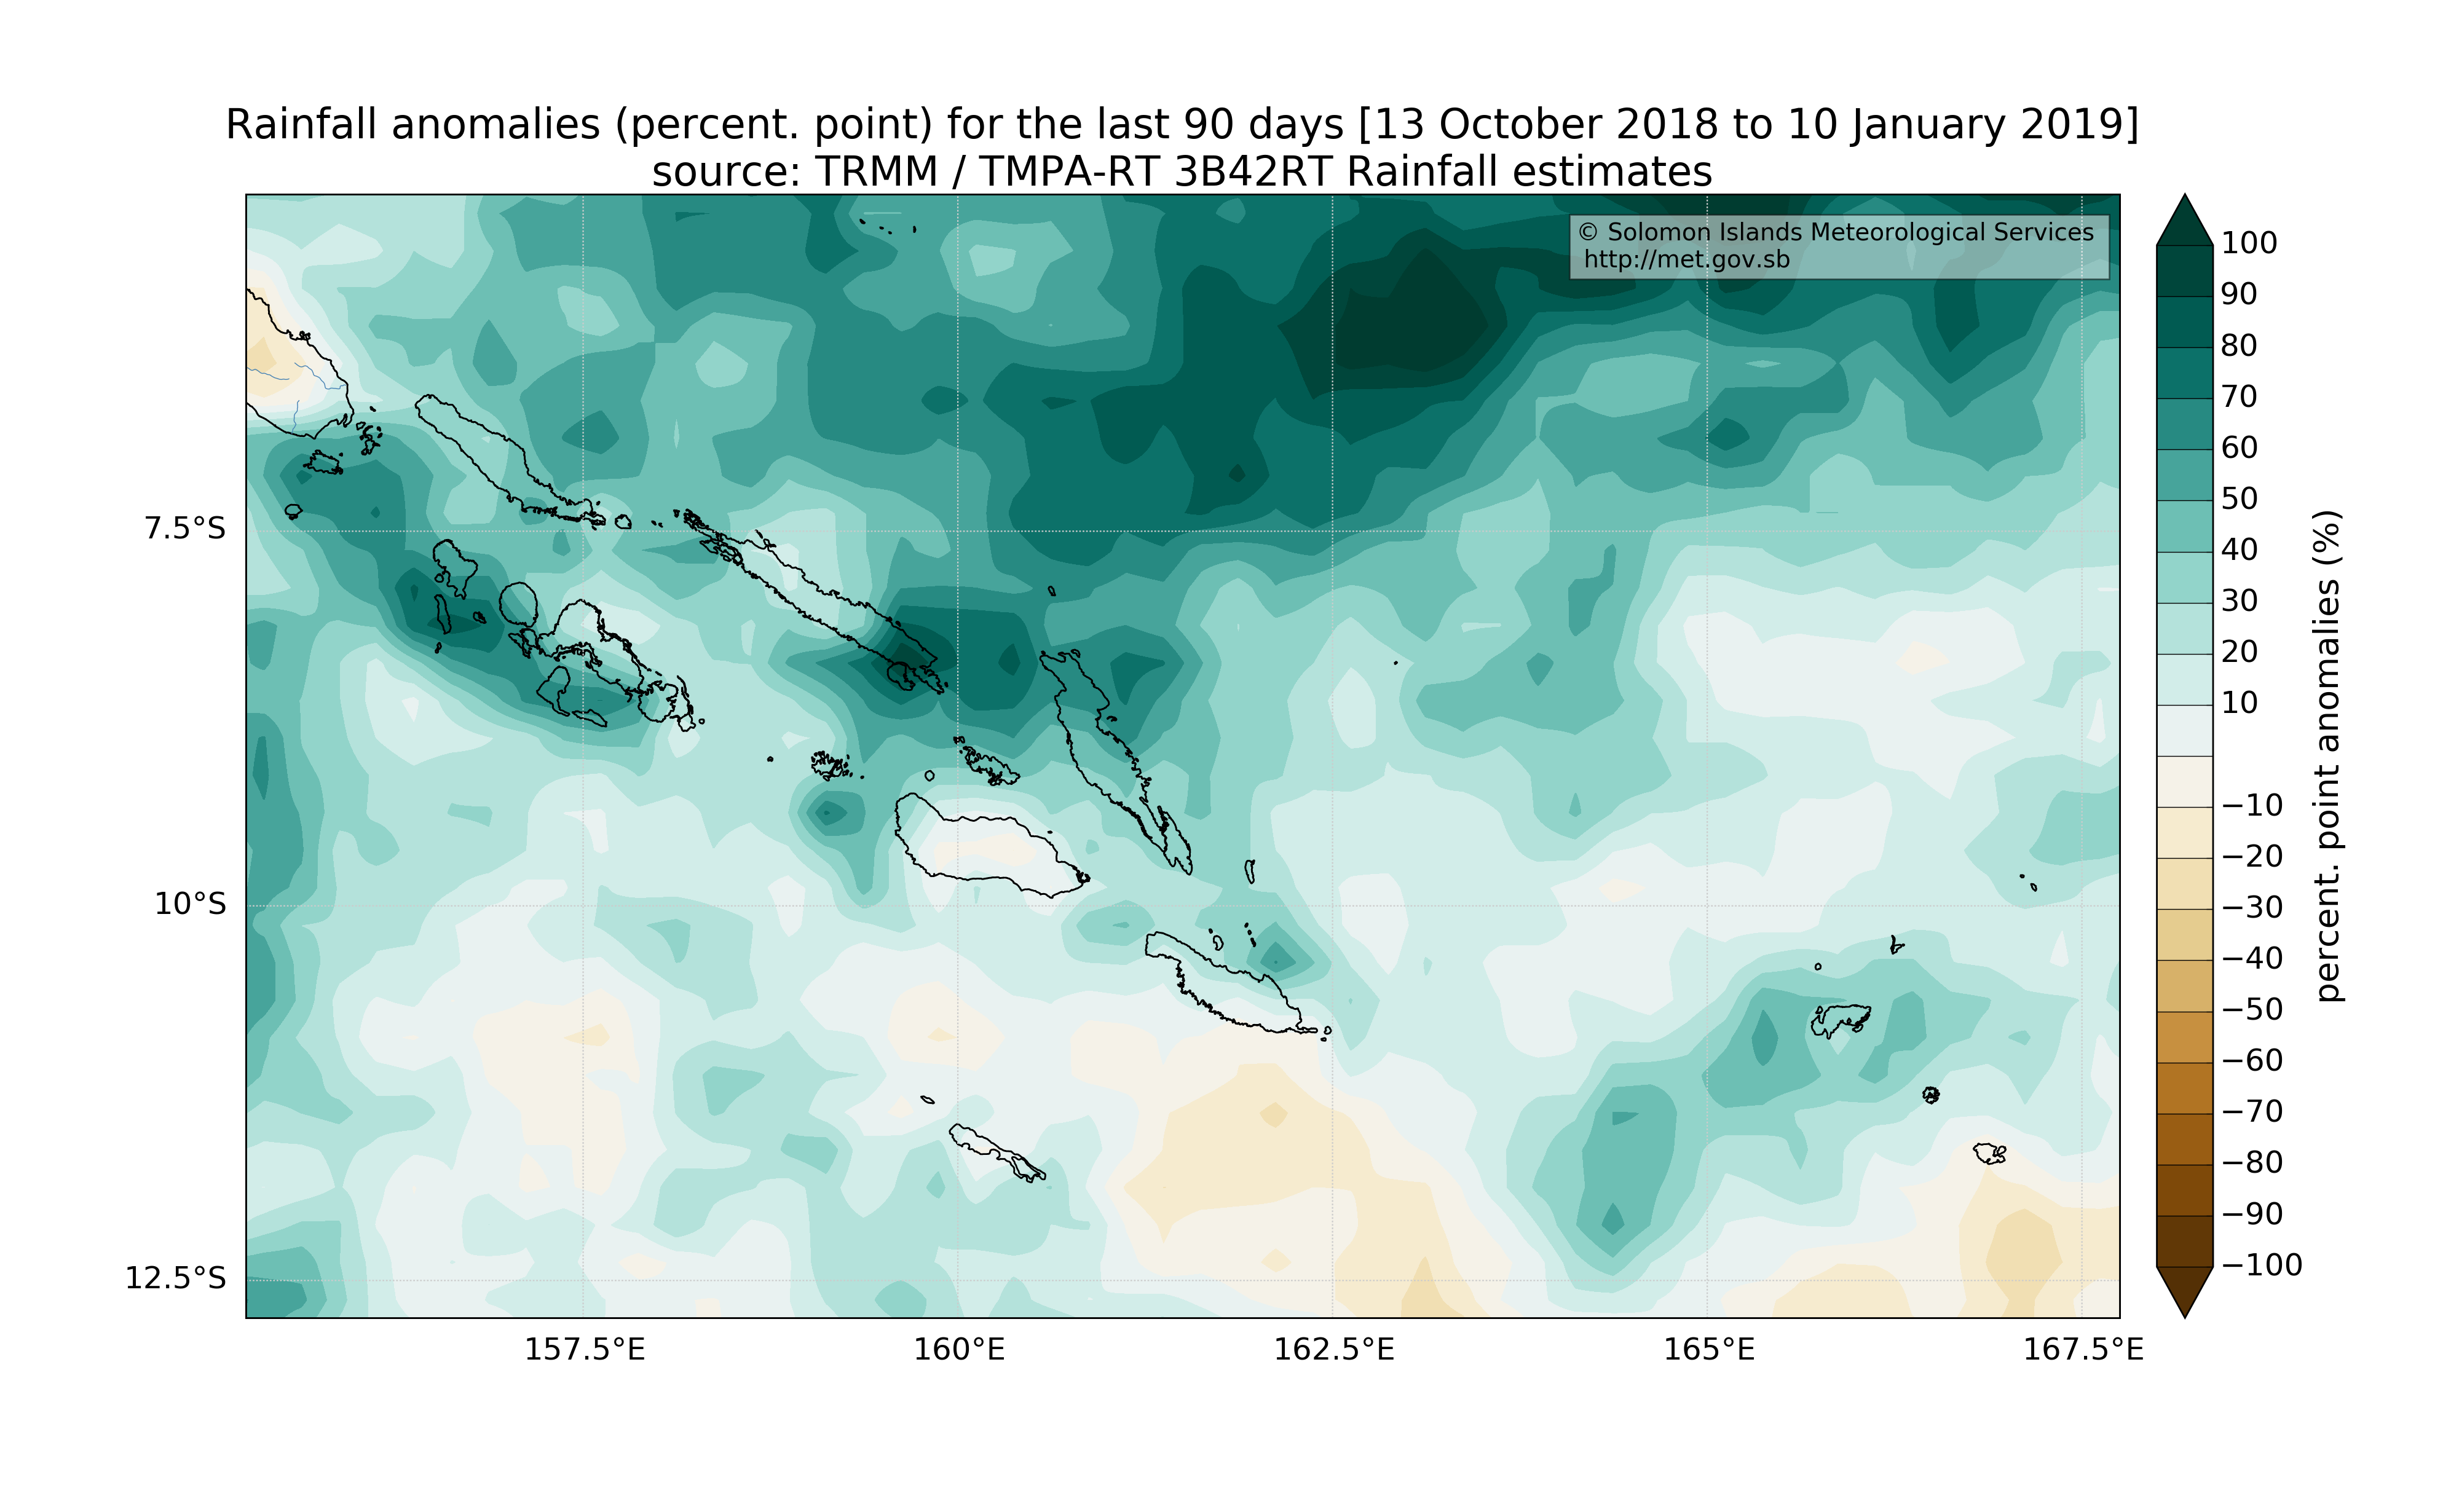 Rainfall anomalies (percent. point) for the last 90 days [13 October 2018 to 10 January 2019]
source: TRMM / TMPA-RT 3B42RT Rainfall estimates
© Solomon Islands Meteorological Services
http://met.gov.sb
7.5°S
10°S
12.5°S
157.5°E
160°E
162.5°E
165°E
167.5°E
100
90
80
70
60
50
40
30
20
10
−10
−20
−30
−40
−50
−60
−70
−80
−90
−100
percent. point anomalies (%)